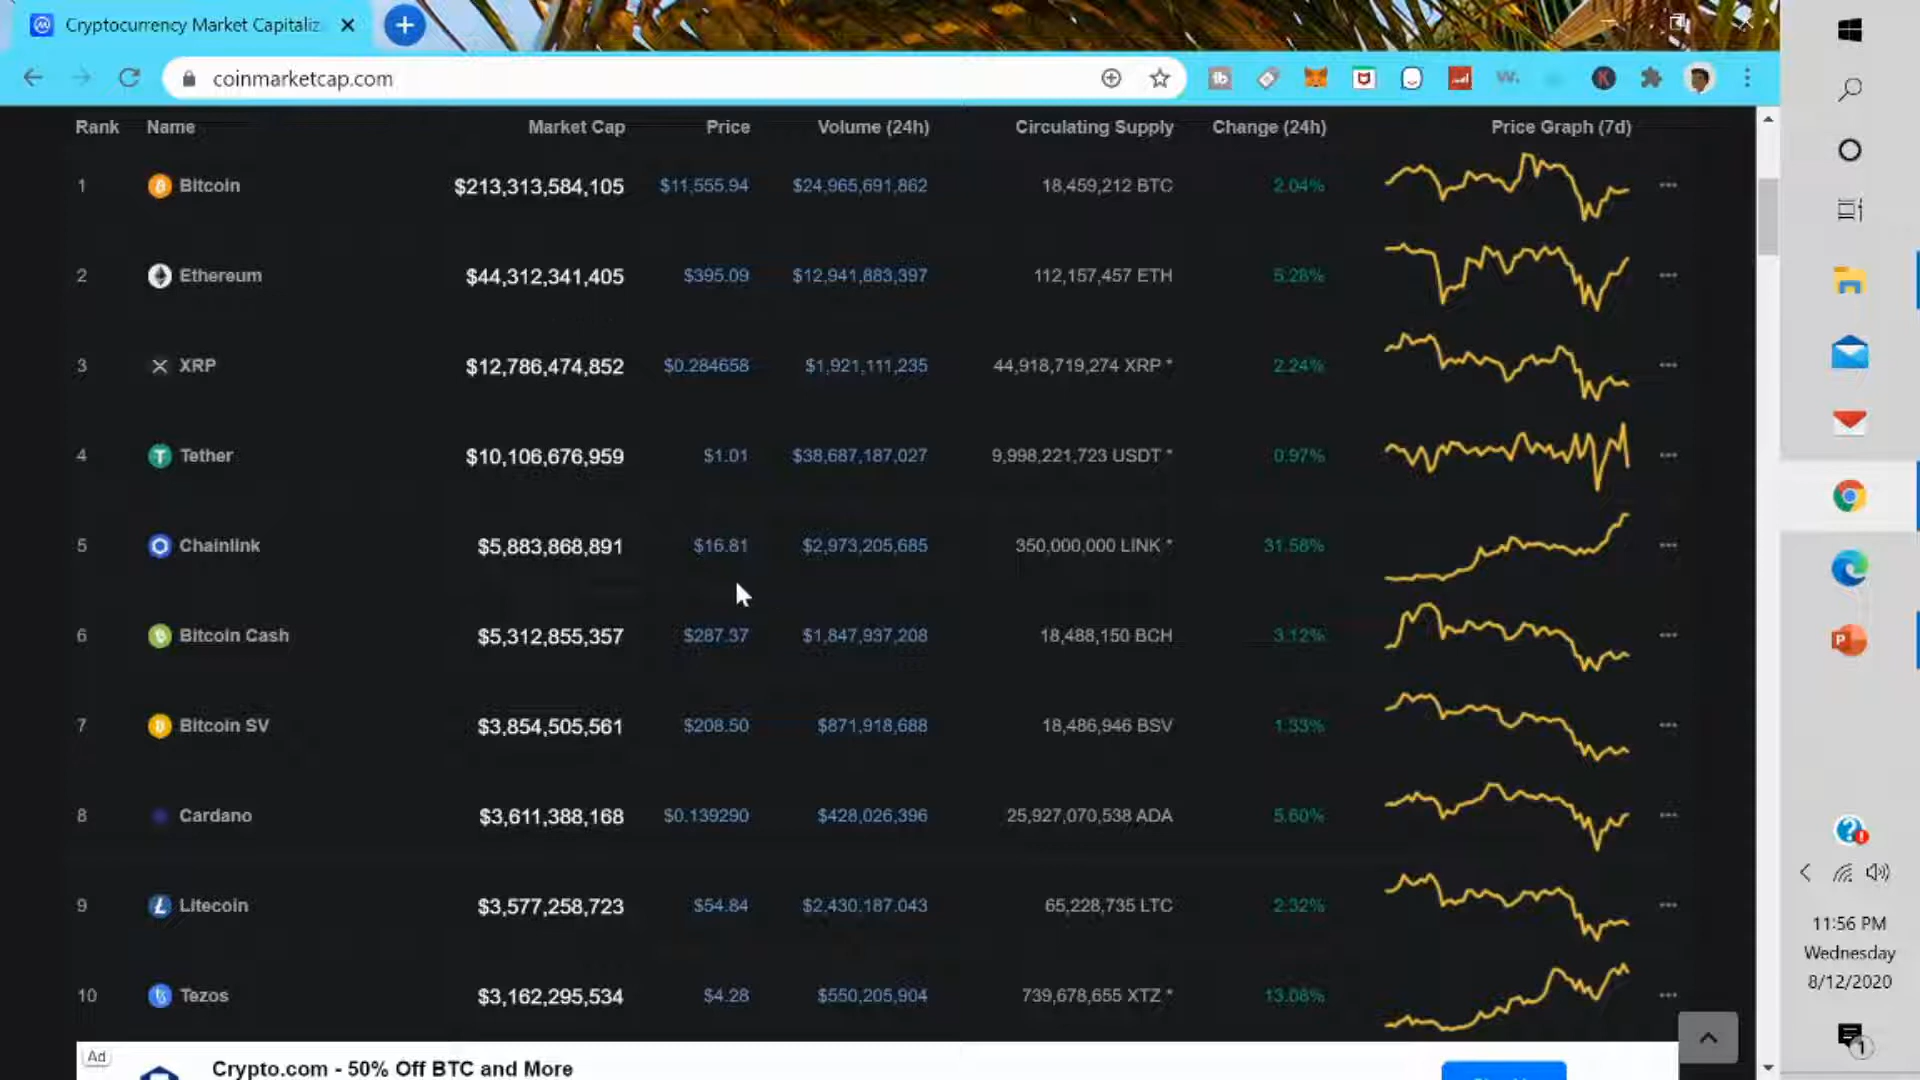 Cryptocurrency Market Capitaliz
coinmarketcap.com
Rank Name Market Cap Price Volume (24h) Circulating Supply Change (24h) Price Graph (7d)
1 Bitcoin $213,313,584,105 $11,555.94 $24,965,691,862 18,459,212 BTC 2.04%
2 Ethereum $44,312,341,405 $395.09 $12,941,883,397 112,157,457 ETH 5.28%
3 XRP $12,786,474,852 $0.284658 $1,921,111,235 44,918,719,274 XRP * 2.24%
4 Tether $10,106,676,959 $1.01 $38,687,187,027 9,998,221,723 USDT * 0.97%
5 Chainlink $5,883,868,891 $16.81 $2,973,205,685 350,000,000 LINK * 31.58%
6 Bitcoin Cash $5,312,855,357 $287.37 $1,847,937,208 18,488,150 BCH 3.12%
7 Bitcoin SV $3,854,505,561 $208.50 $871,918,688 18,486,946 BSV 1.33%
8 Cardano $3,611,388,168 $0.139290 $428,026,396 25,927,070,538 ADA 5.60%
9 Litecoin $3,577,258,723 $54.84 $2,430,187,043 65,228,735 LTC 2.32%
10 Tezos $3,162,295,534 $4.28 $550,205,904 739,678,655 XTZ * 13.08%
Ad
Crypto.com - 50% Off BTC and More
11:56 PM
Wednesday
8/12/2020
1